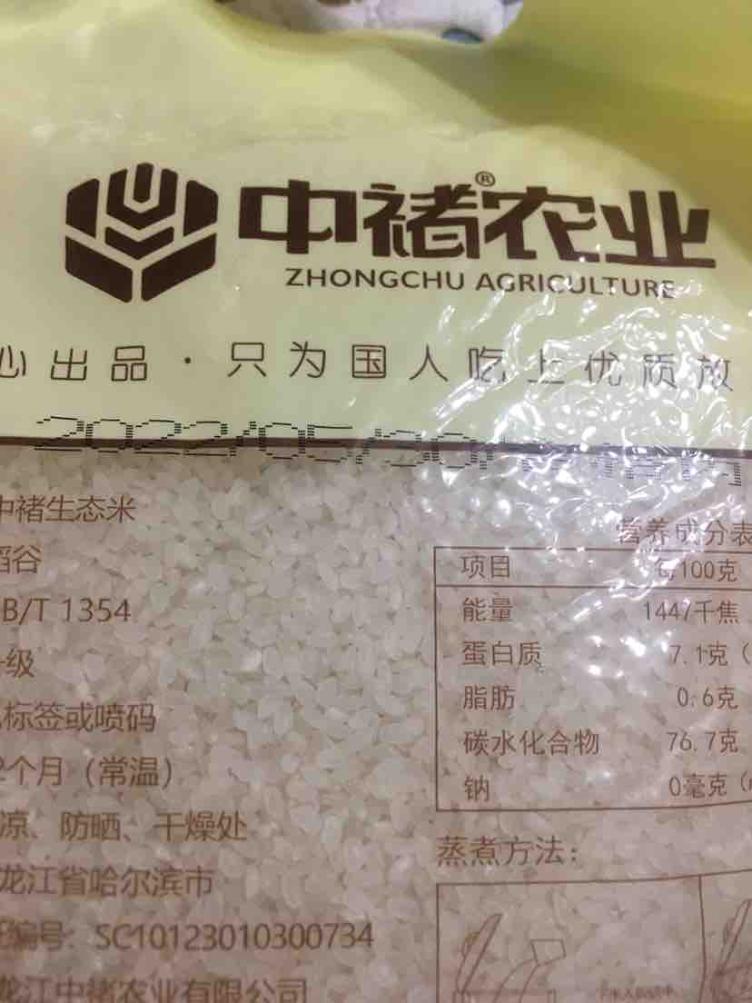 中褚农业®
ZHONGCHU AGRICULTURE
心出品·只为国人吃上优质放
2022/05/30
中褚生态米
稻谷
B/T 1354
级
标签或喷码
2个月（常温）
凉、防晒、干燥处
龙江省哈尔滨市
编号：SC10123010300734
龙江中褚农业有限公司
营养成分表
项目 每100克
能量 1447千焦
蛋白质 7.1克（
脂肪 0.6克
碳水化合物 76.7克
钠 0毫克（
蒸煮方法：